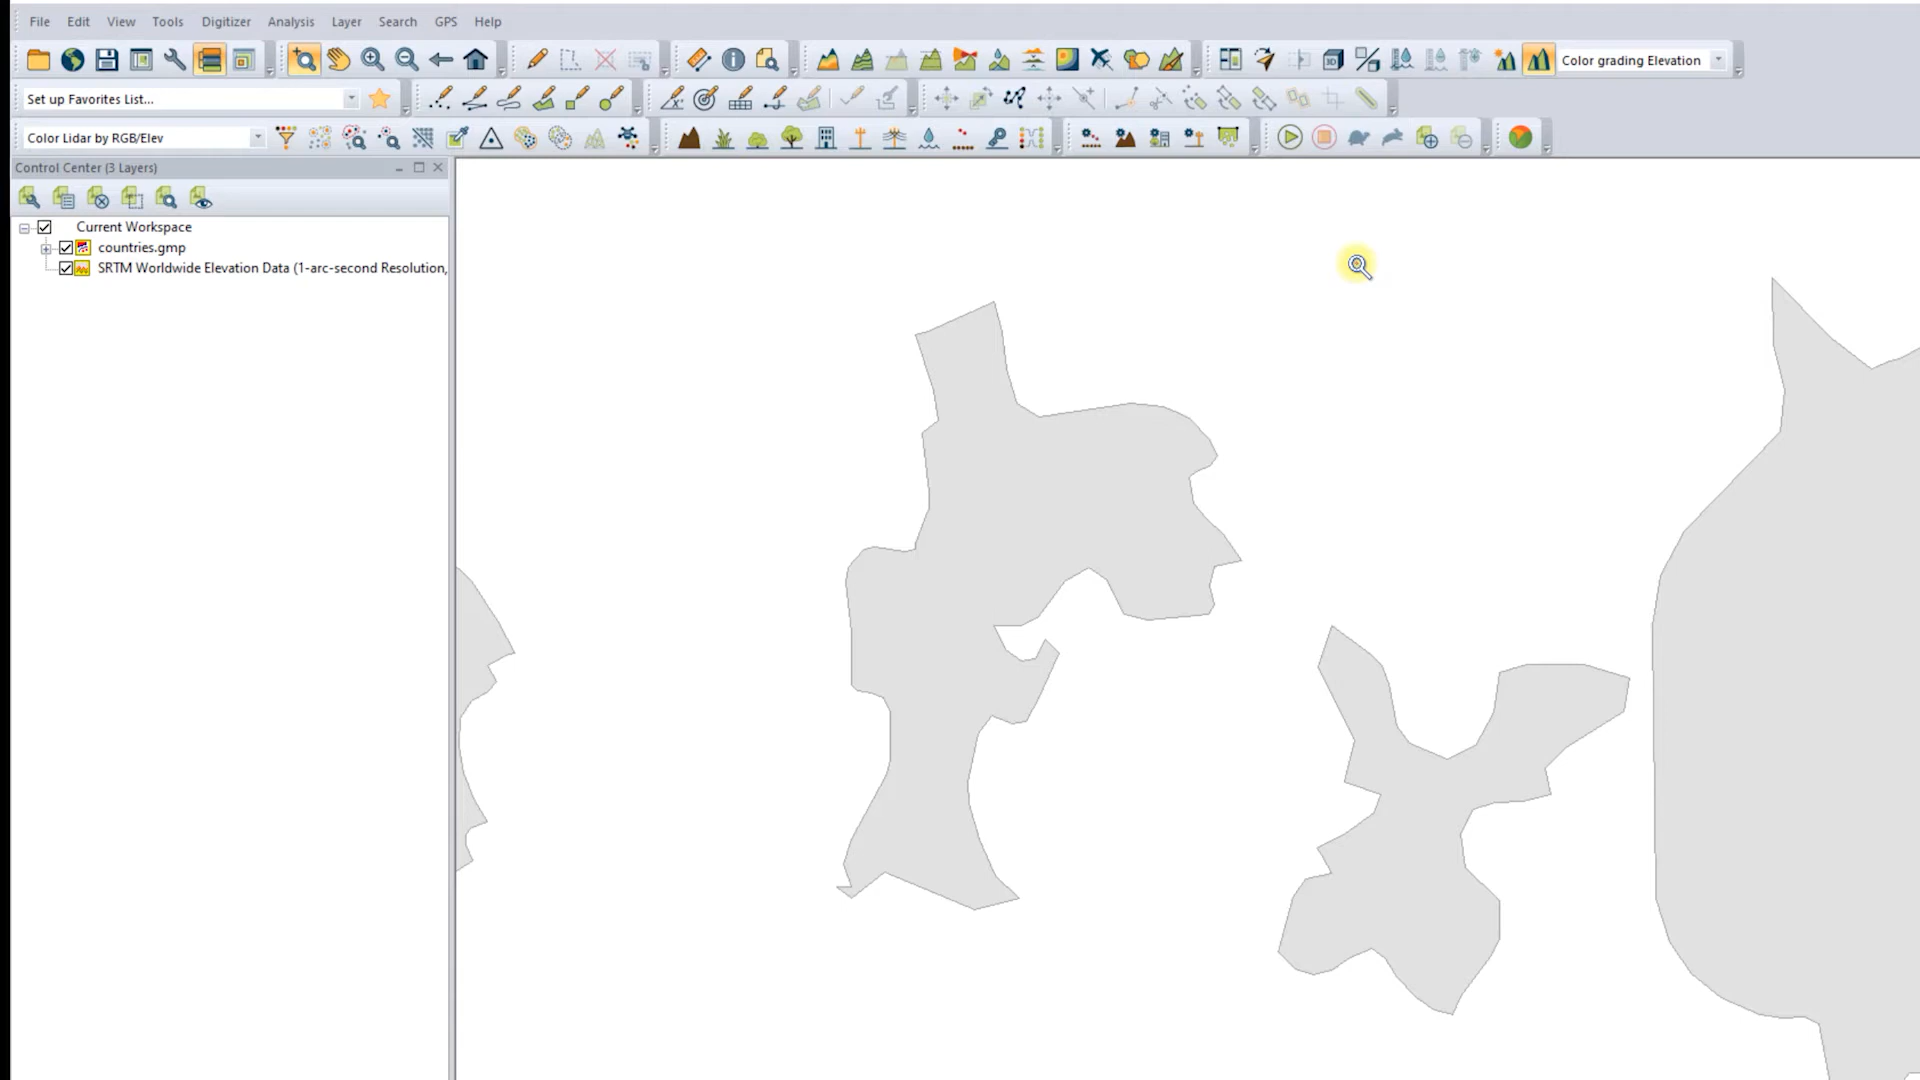 File Edit View Tools Digitizer Analysis Layer Search GPS Help
Color grading Elevation
Set up Favorites List...
Color Lidar by RGB/Elev
Control Center (3 Layers)
Current Workspace
countries.gmp
SRTM Worldwide Elevation Data (1-arc-second Resolution,